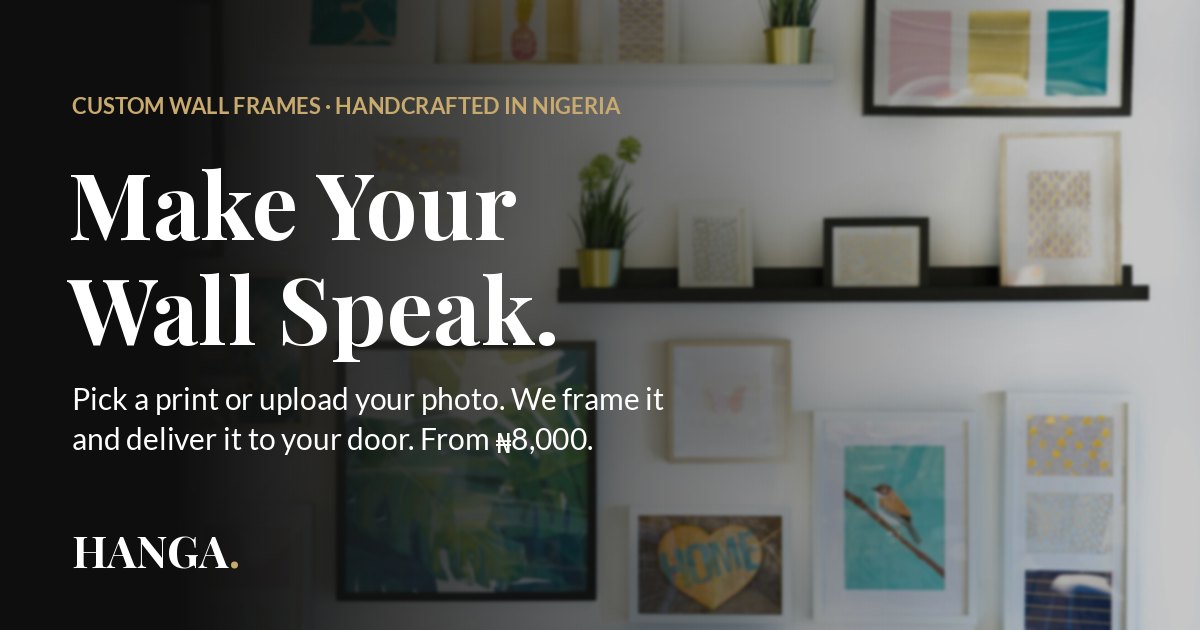 CUSTOM WALL FRAMES · HANDCRAFTED IN NIGERIA
Make Your
Wall Speak.
Pick a print or upload your photo. We frame it
and deliver it to your door. From ₦8,000.
HOME
HANGA.